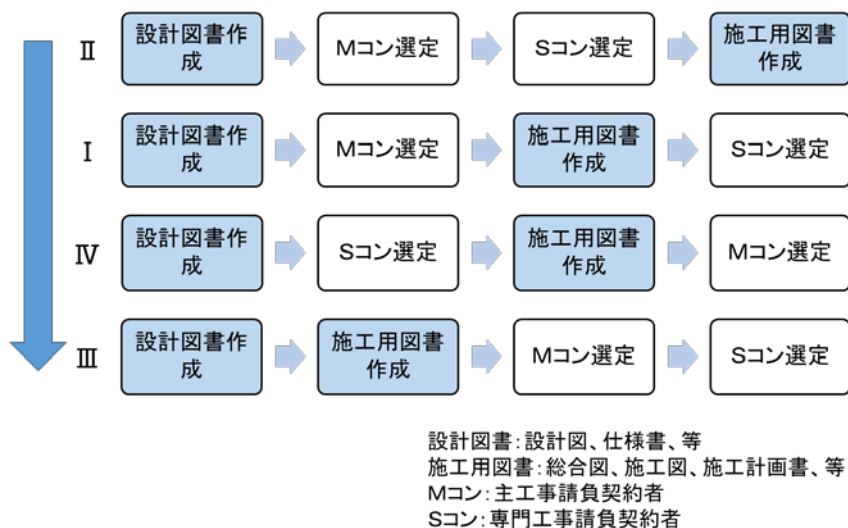 Ⅱ
設計図書作
成
Mコン選定
Sコン選定
施工用図書
作成
Ⅰ
設計図書作
成
Mコン選定
施工用図書
作成
Sコン選定
Ⅳ
設計図書作
成
Sコン選定
施工用図書
作成
Mコン選定
Ⅲ
設計図書作
成
施工用図書
作成
Mコン選定
Sコン選定
設計図書：設計図、仕様書、等
施工用図書：総合図、施工図、施工計画書、等
Mコン：主工事請負契約者
Sコン：専門工事請負契約者